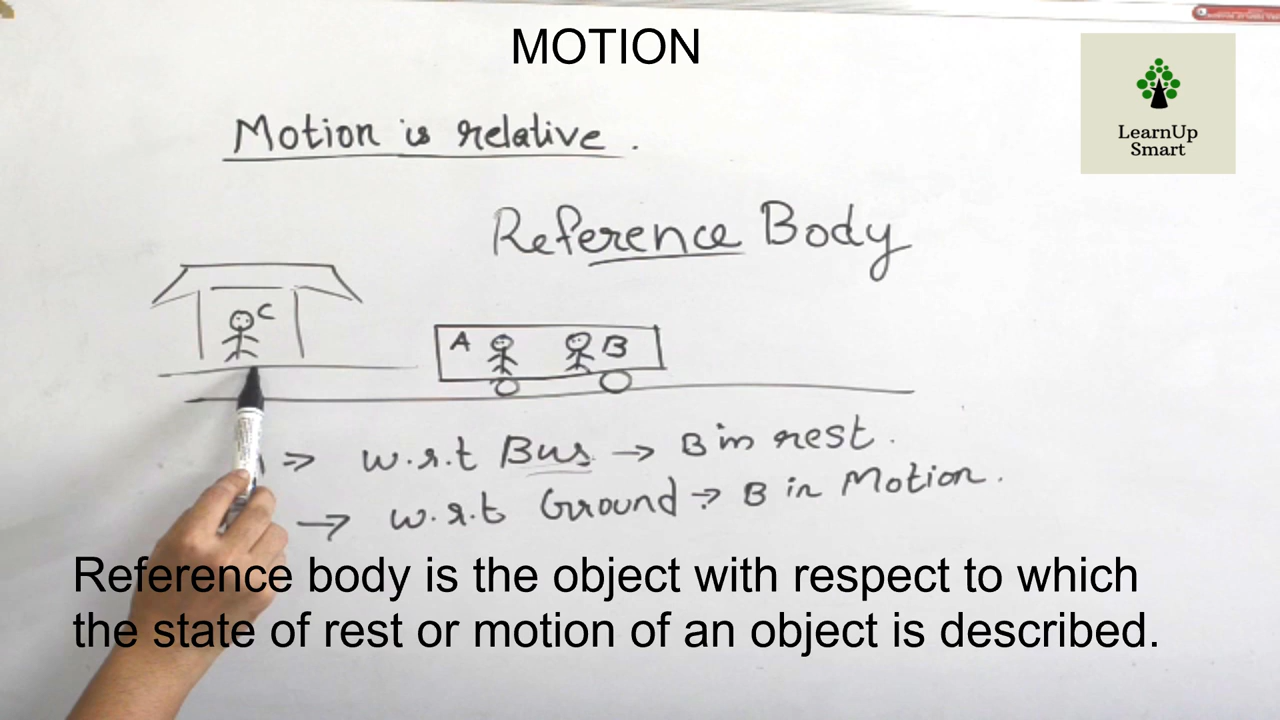 MOTION
LearnUp
Smart
Motion is relative.
Reference Body
C
A B
⇒ w.r.t Bus → B in rest.
→ w.r.t Ground → B in Motion.
Reference body is the object with respect to which
the state of rest or motion of an object is described.